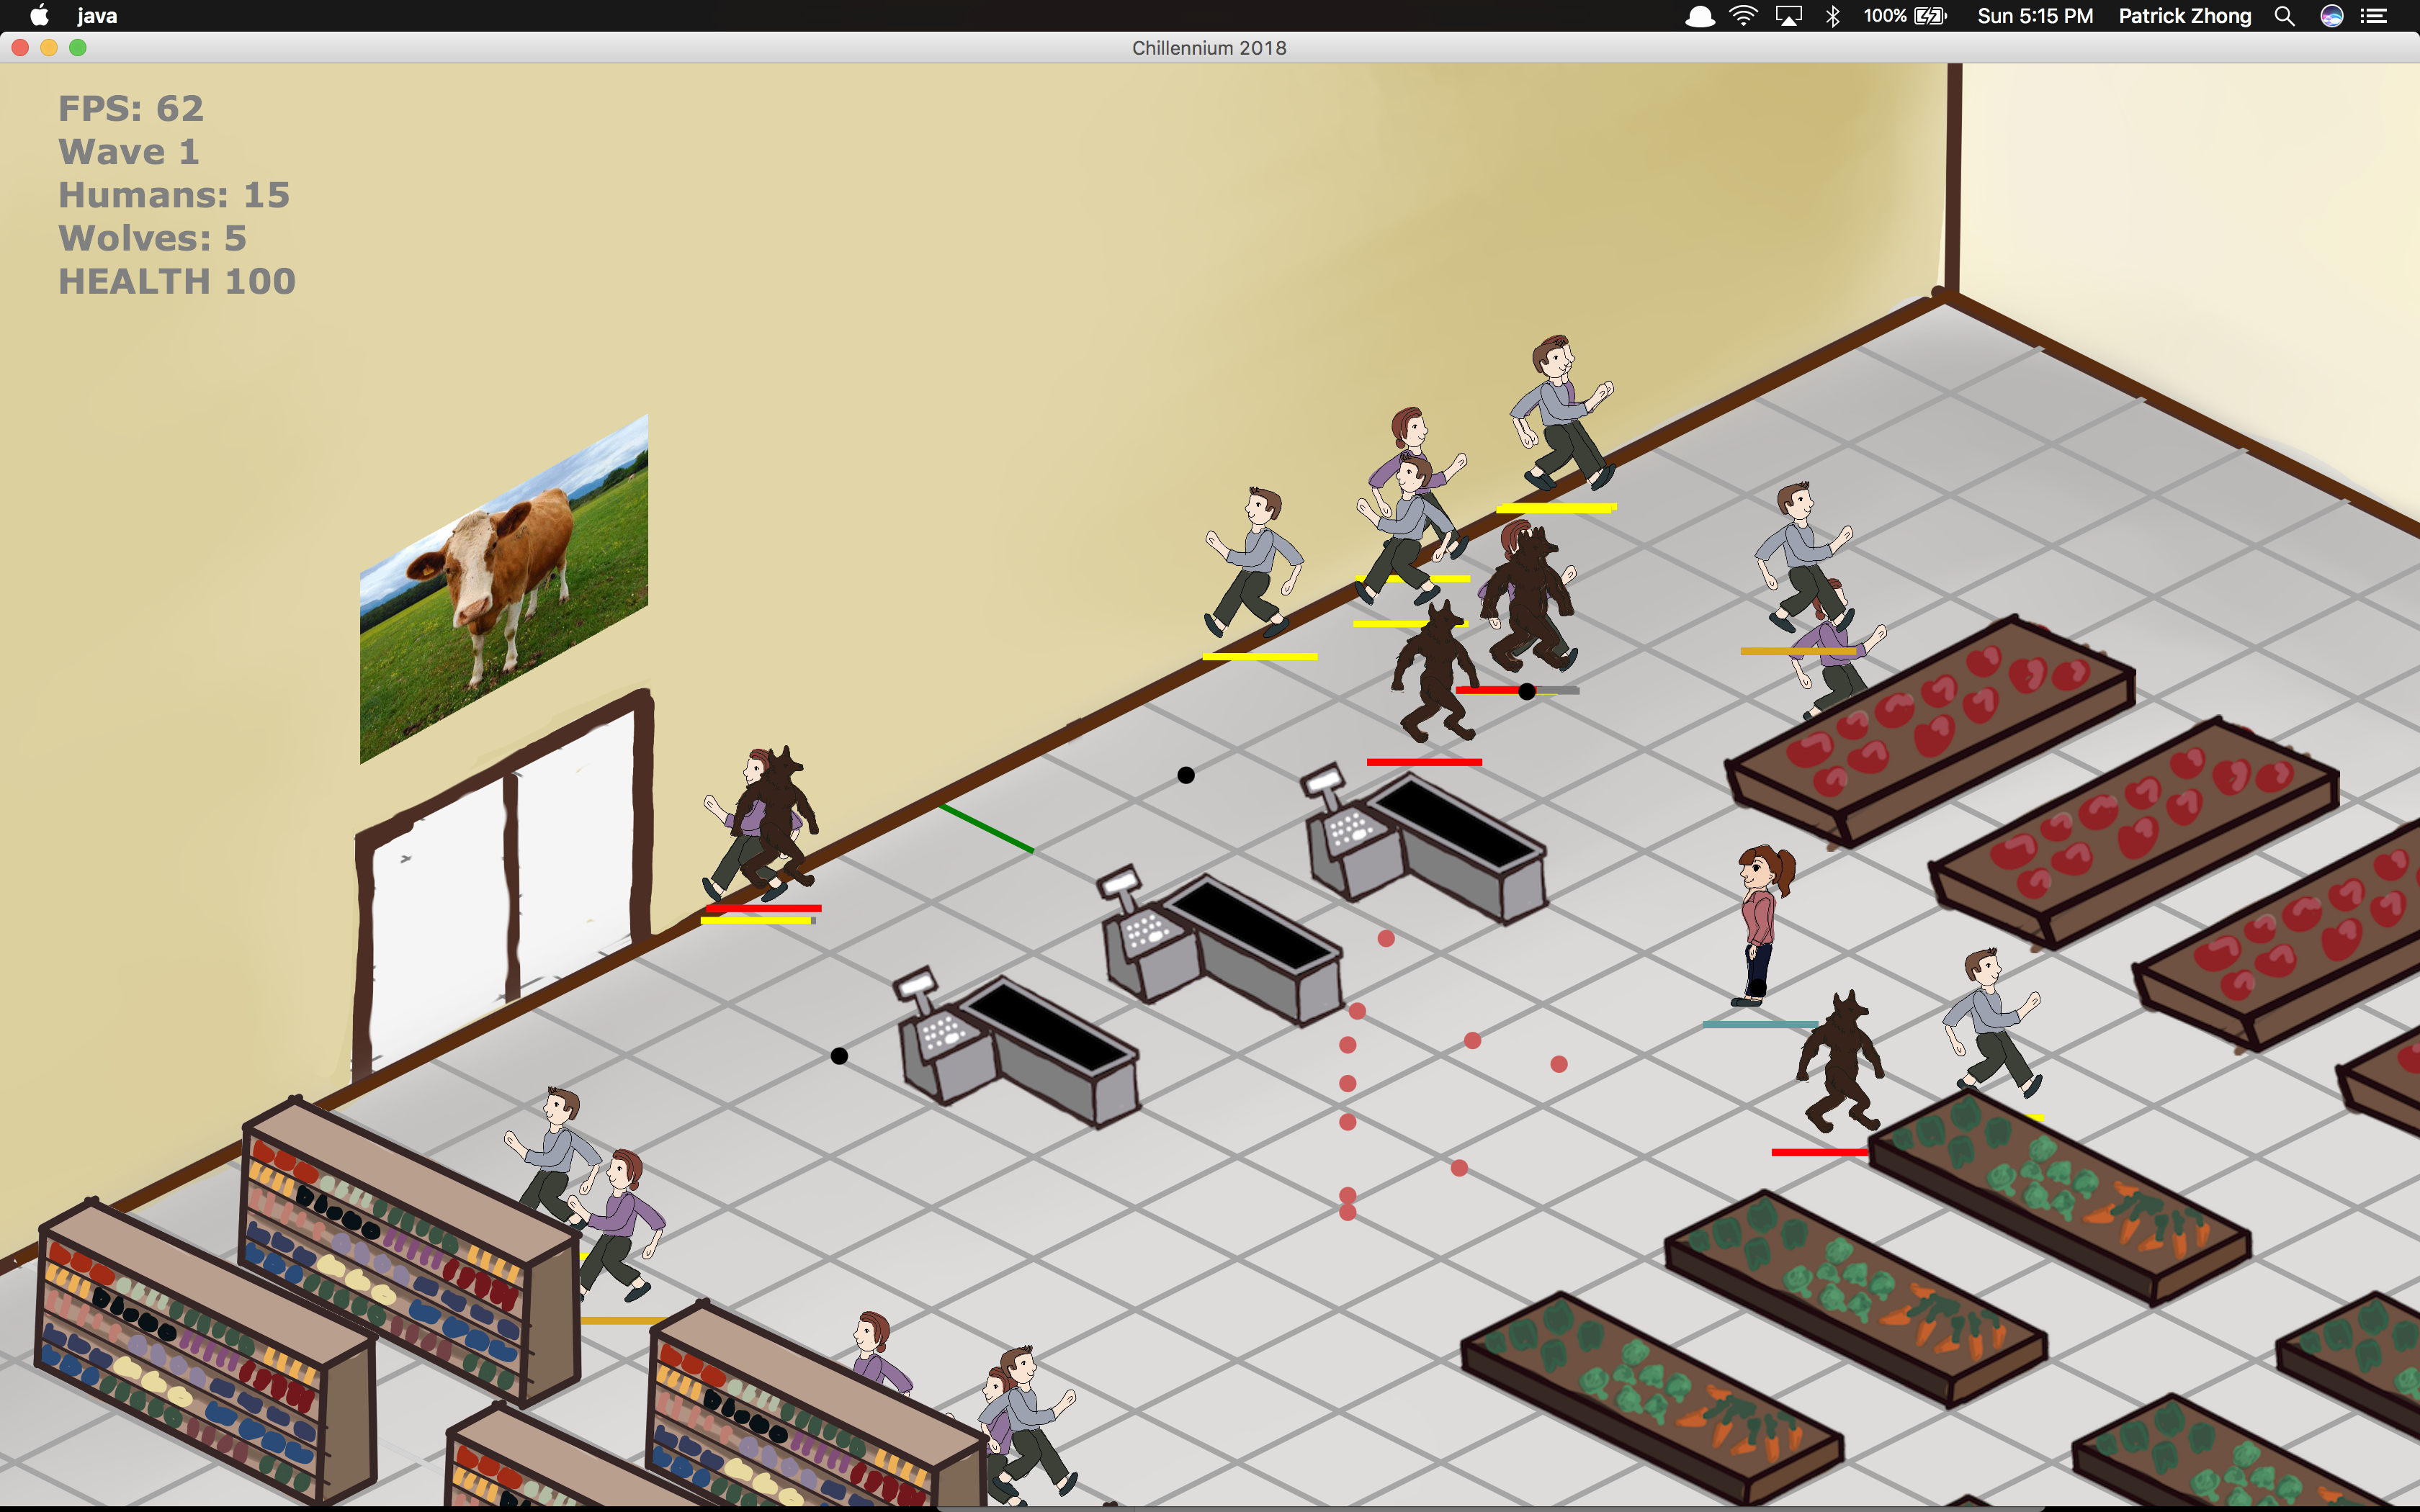 java
100%
Sun 5:15 PM
Patrick Zhong
Chillennium 2018
FPS: 62
Wave 1
Humans: 15
Wolves: 5
HEALTH 100